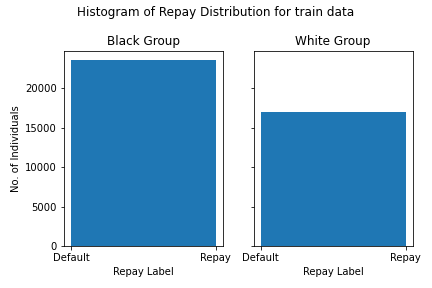 Histogram of Repay Distribution for train data
Black Group
White Group
No. of Individuals
20000
15000
10000
5000
0
Default
Repay
Default
Repay
Repay Label
Repay Label